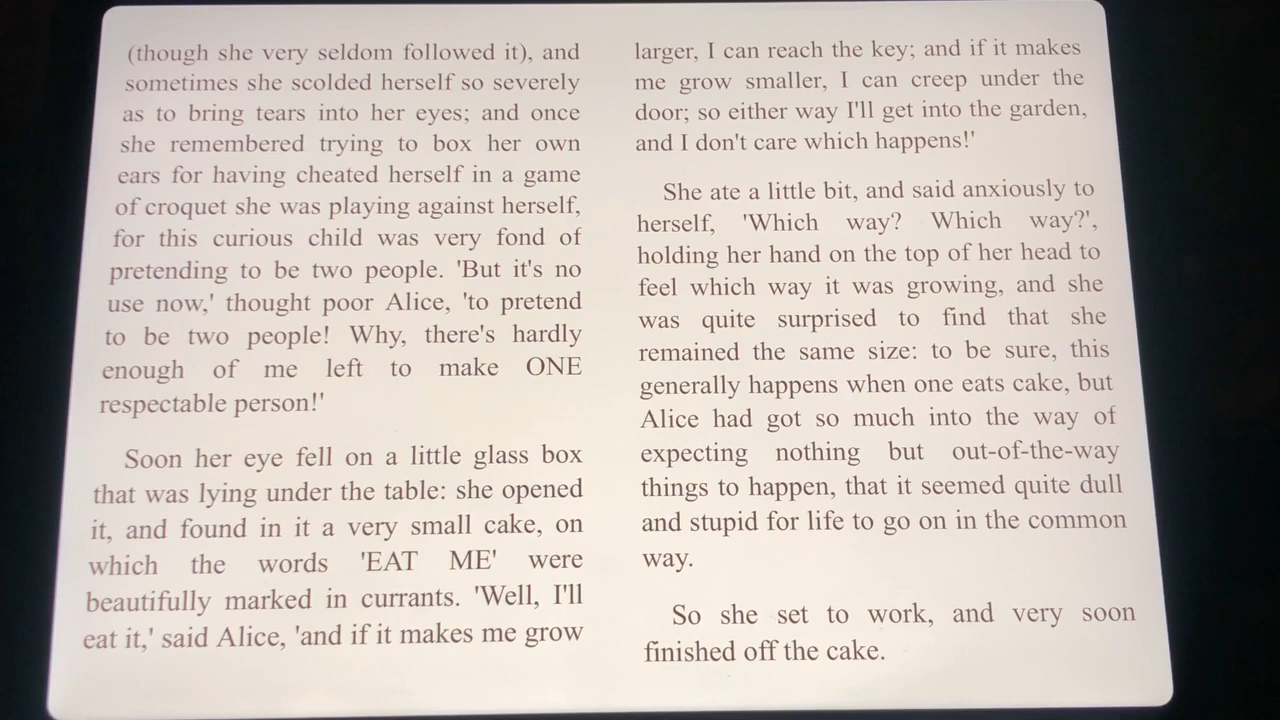 (though she very seldom followed it), and
sometimes she scolded herself so severely
as to bring tears into her eyes; and once
she remembered trying to box her own
ears for having cheated herself in a game
of croquet she was playing against herself,
for this curious child was very fond of
pretending to be two people. 'But it's no
use now,' thought poor Alice, 'to pretend
to be two people! Why, there's hardly
enough of me left to make ONE
respectable person!'
Soon her eye fell on a little glass box
that was lying under the table: she opened
it, and found in it a very small cake, on
which the words 'EAT ME' were
beautifully marked in currants. 'Well, I'll
eat it,' said Alice, 'and if it makes me grow
larger, I can reach the key; and if it makes
me grow smaller, I can creep under the
door; so either way I'll get into the garden,
and I don't care which happens!'
She ate a little bit, and said anxiously to
herself, 'Which way? Which way?',
holding her hand on the top of her head to
feel which way it was growing, and she
was quite surprised to find that she
remained the same size: to be sure, this
generally happens when one eats cake, but
Alice had got so much into the way of
expecting nothing but out-of-the-way
things to happen, that it seemed quite dull
and stupid for life to go on in the common
way.
So she set to work, and very soon
finished off the cake.